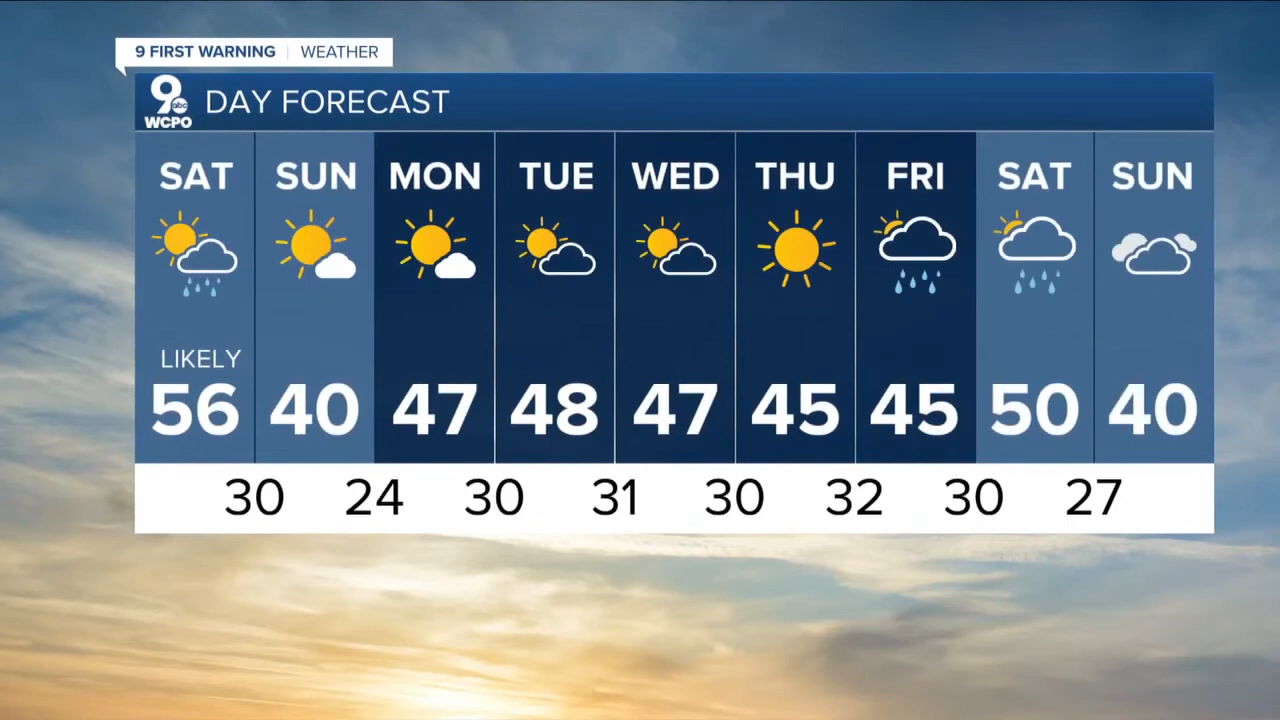 9 FIRST WARNING | WEATHER
9 abc WCPO DAY FORECAST
SAT SUN MON TUE WED THU FRI SAT SUN
LIKELY
56 40 47 48 47 45 45 50 40
30 24 30 31 30 32 30 27